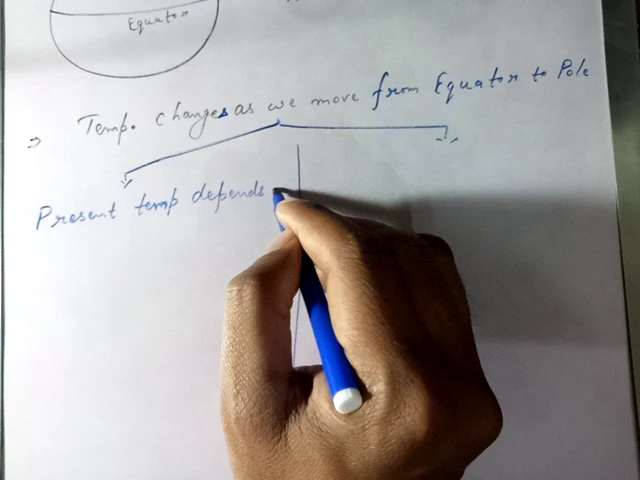 Equator
⇒ Temp. changes as we move from Equator to Pole
Present temp depends